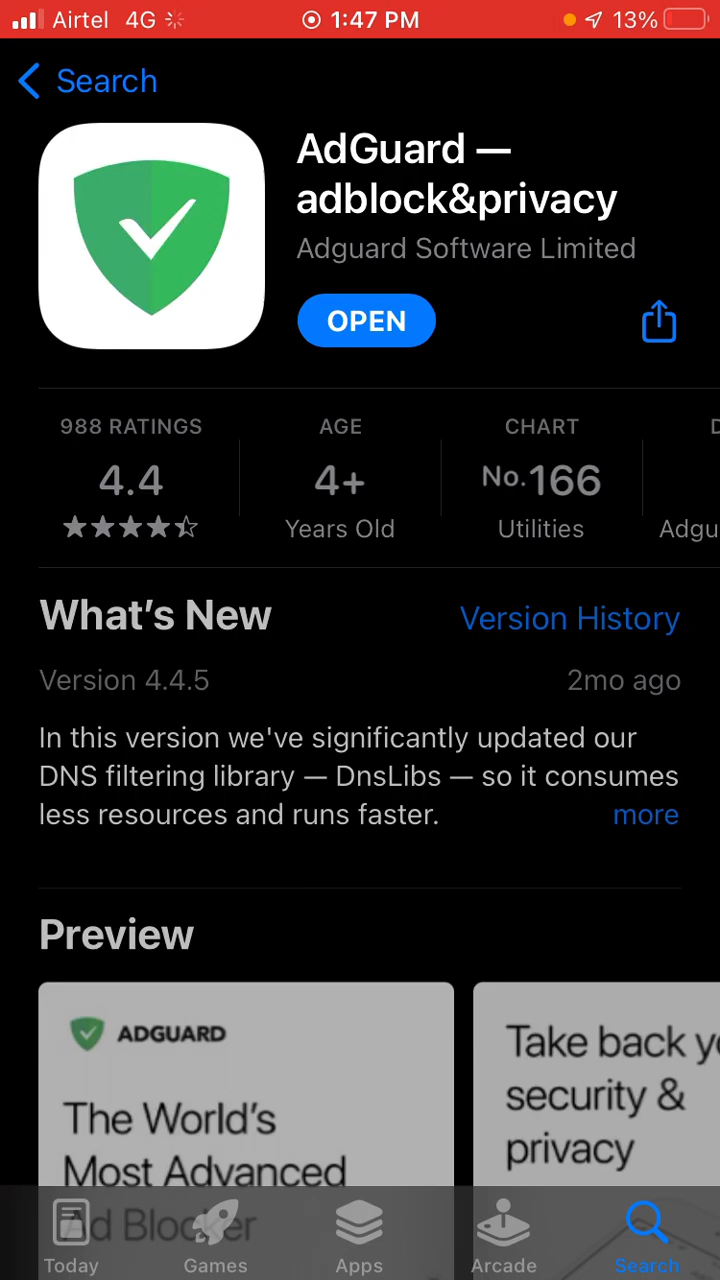 Airtel 4G 1:47 PM 13%
Search
AdGuard —
adblock&privacy
Adguard Software Limited
OPEN
988 RATINGS AGE CHART D
4.4 4+ No.166
Years Old Utilities Adgu
What's New Version History
Version 4.4.5 2mo ago
In this version we've significantly updated our
DNS filtering library — DnsLibs — so it consumes
less resources and runs faster. more
Preview
ADGUARD
The World's
Most Advanced
Ad Blocker
Take back yo
security &
privacy
Today Games Apps Arcade Search